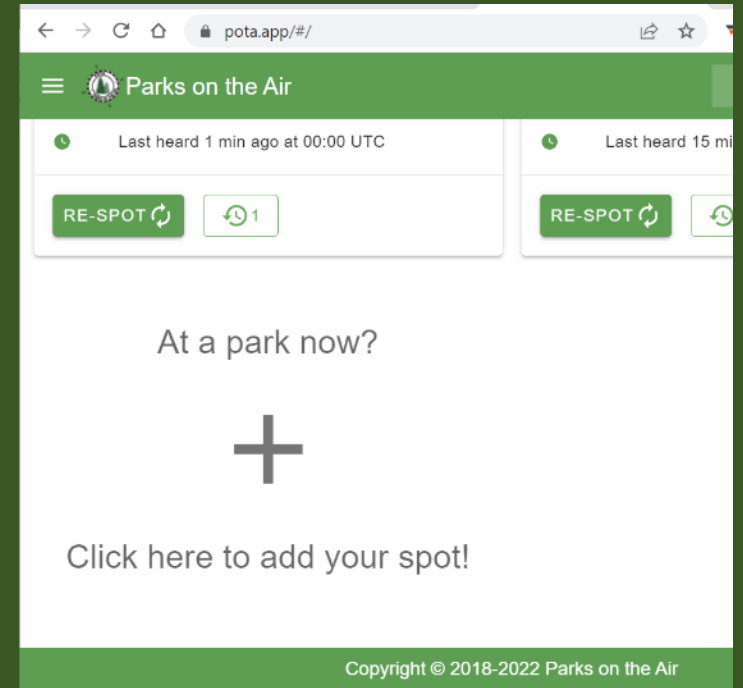 pota.app/#/
Parks on the Air
Last heard 1 min ago at 00:00 UTC
Last heard 15 mi
RE-SPOT 1
RE-SPOT
At a park now?
Click here to add your spot!
Copyright © 2018-2022 Parks on the Air